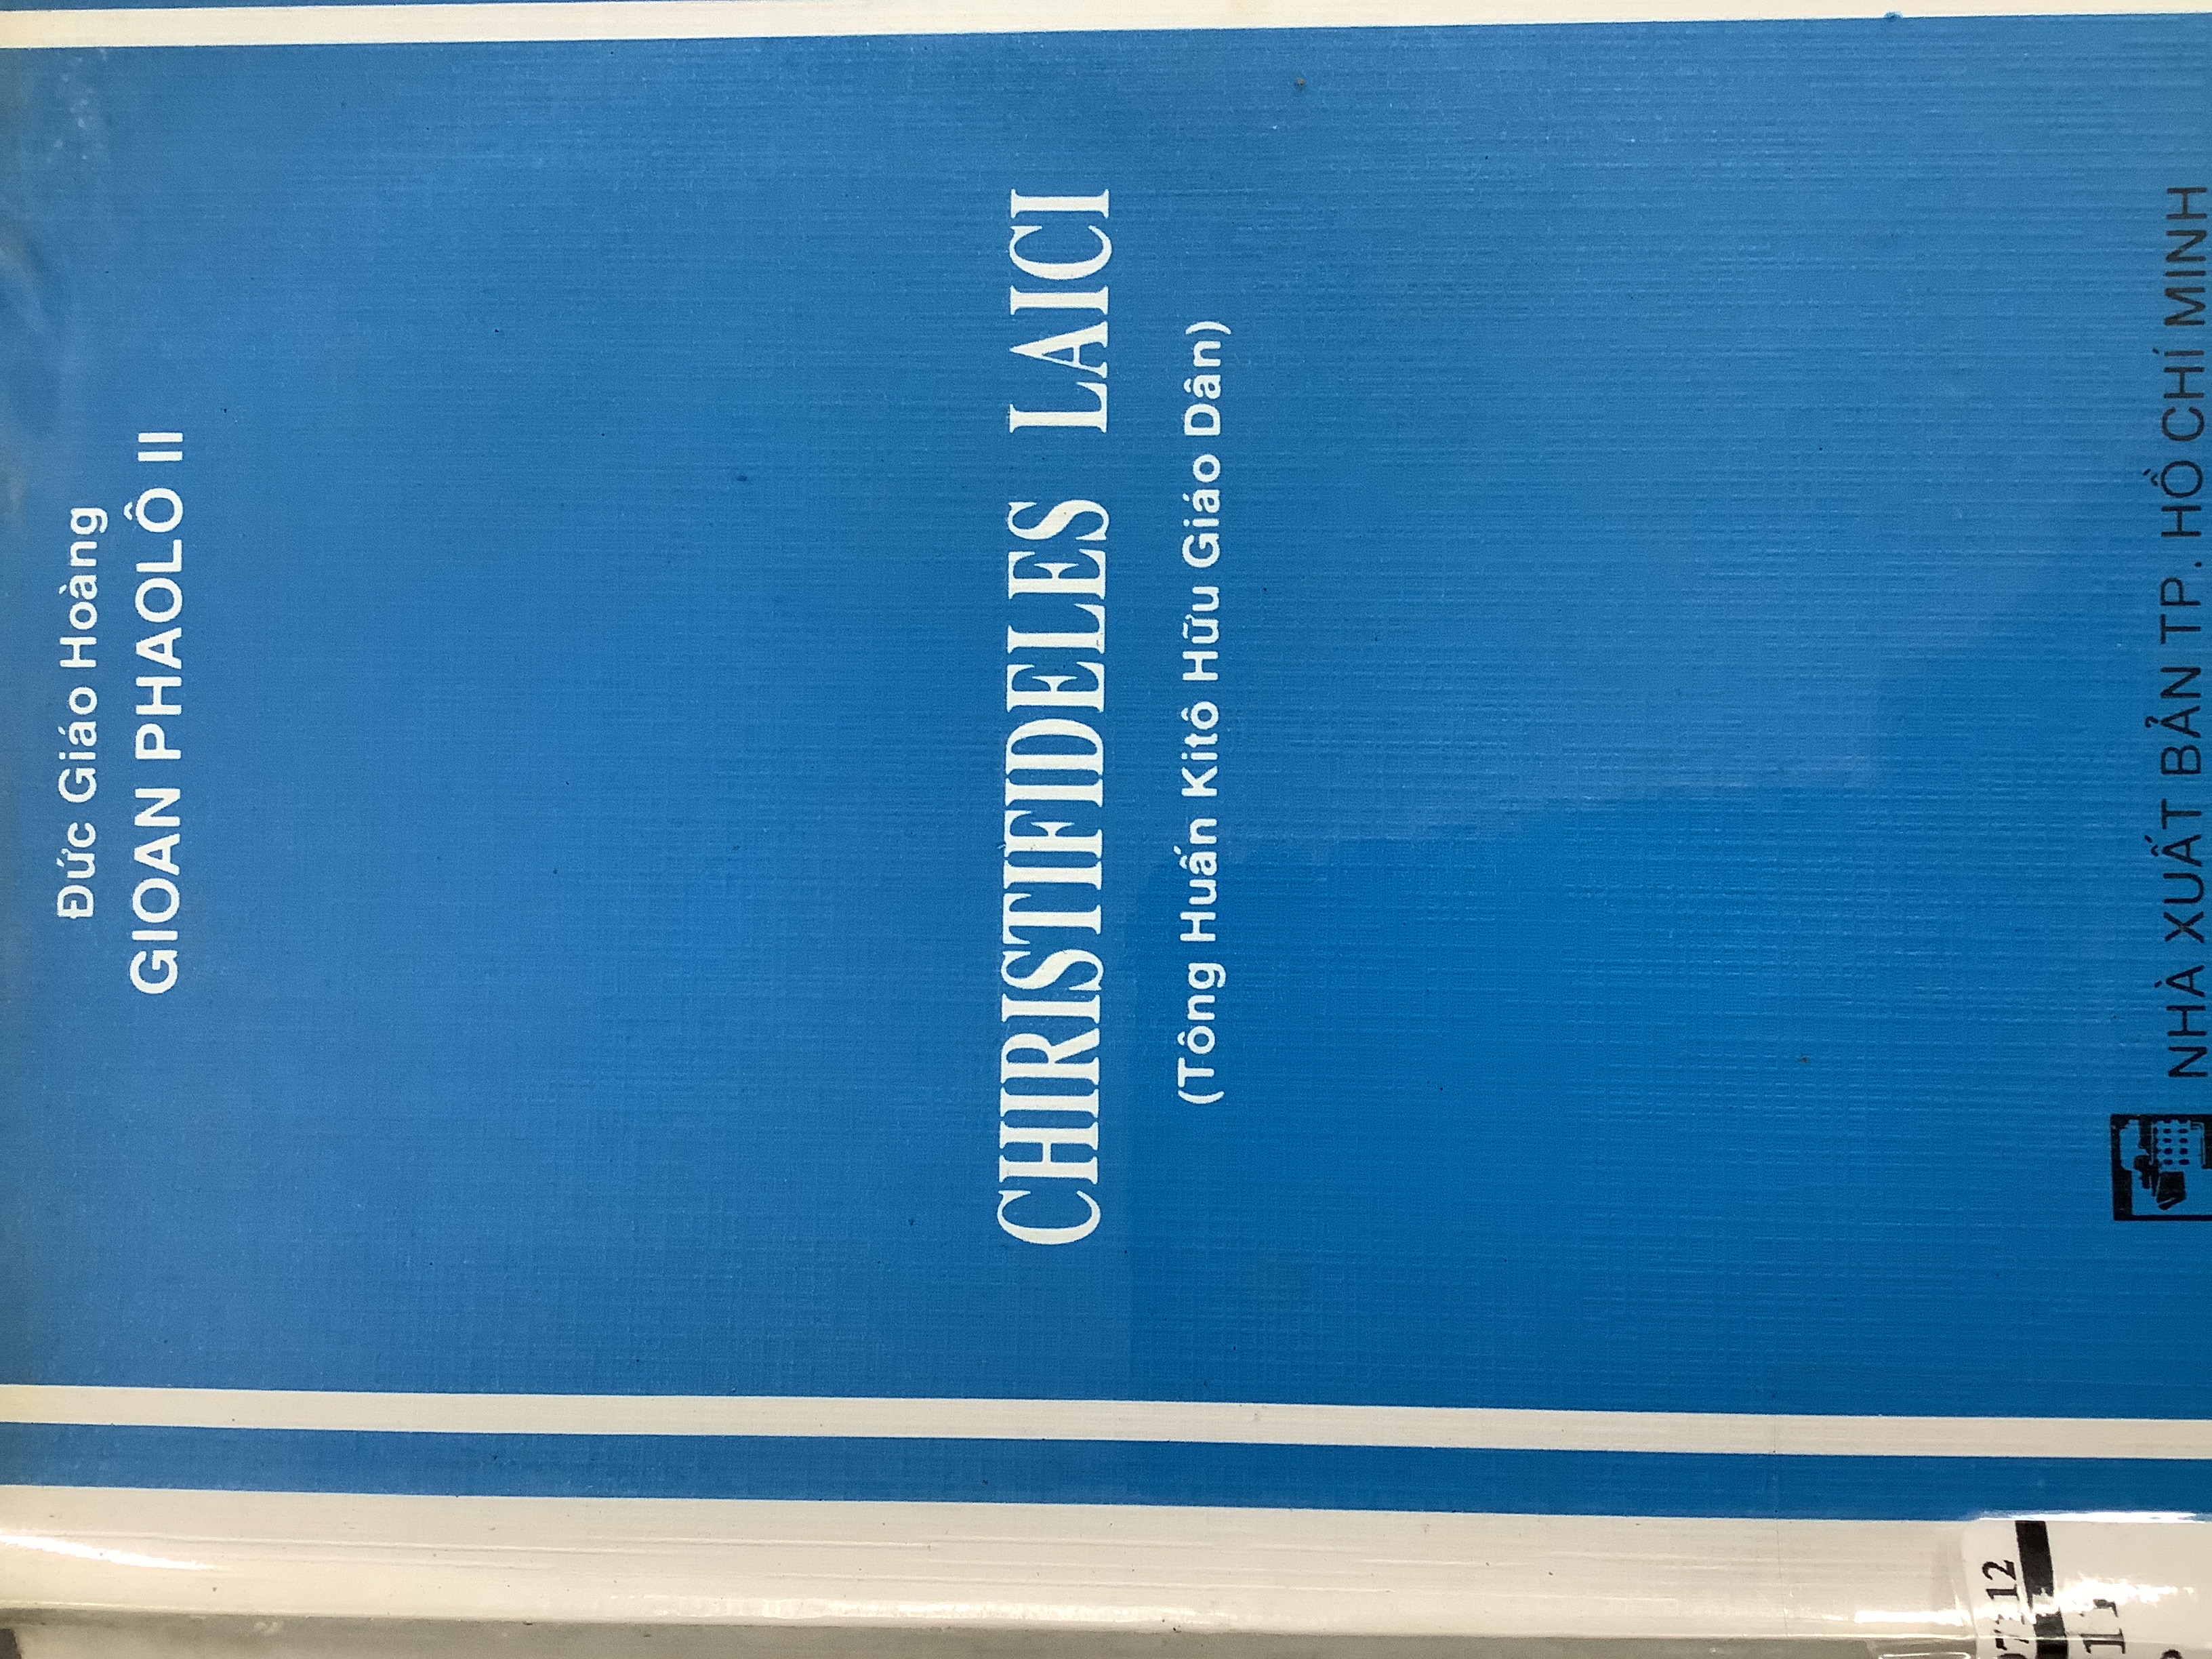 Đức Giáo Hoàng
GIOAN PHAOLÔ II
CHIRISTIFIDELES LAICI
(Tông Huấn Kitô Hữu Giáo Dân)
NHÀ XUẤT BẢN TP. HỒ CHÍ MINH